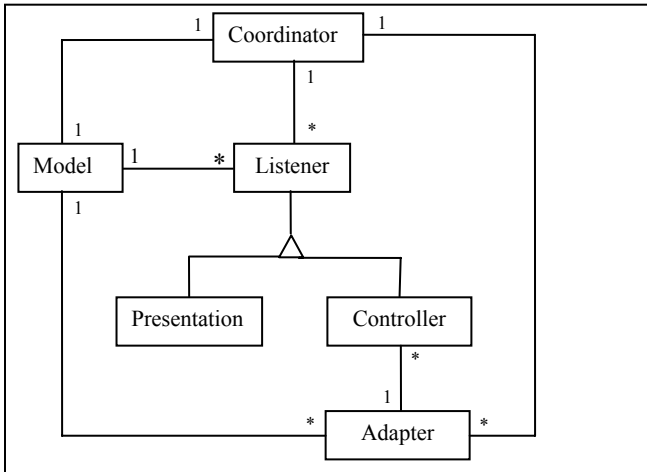 1 Coordinator 1
1
1 *
Model 1 * Listener
1
Presentation Controller
*
1
* Adapter *